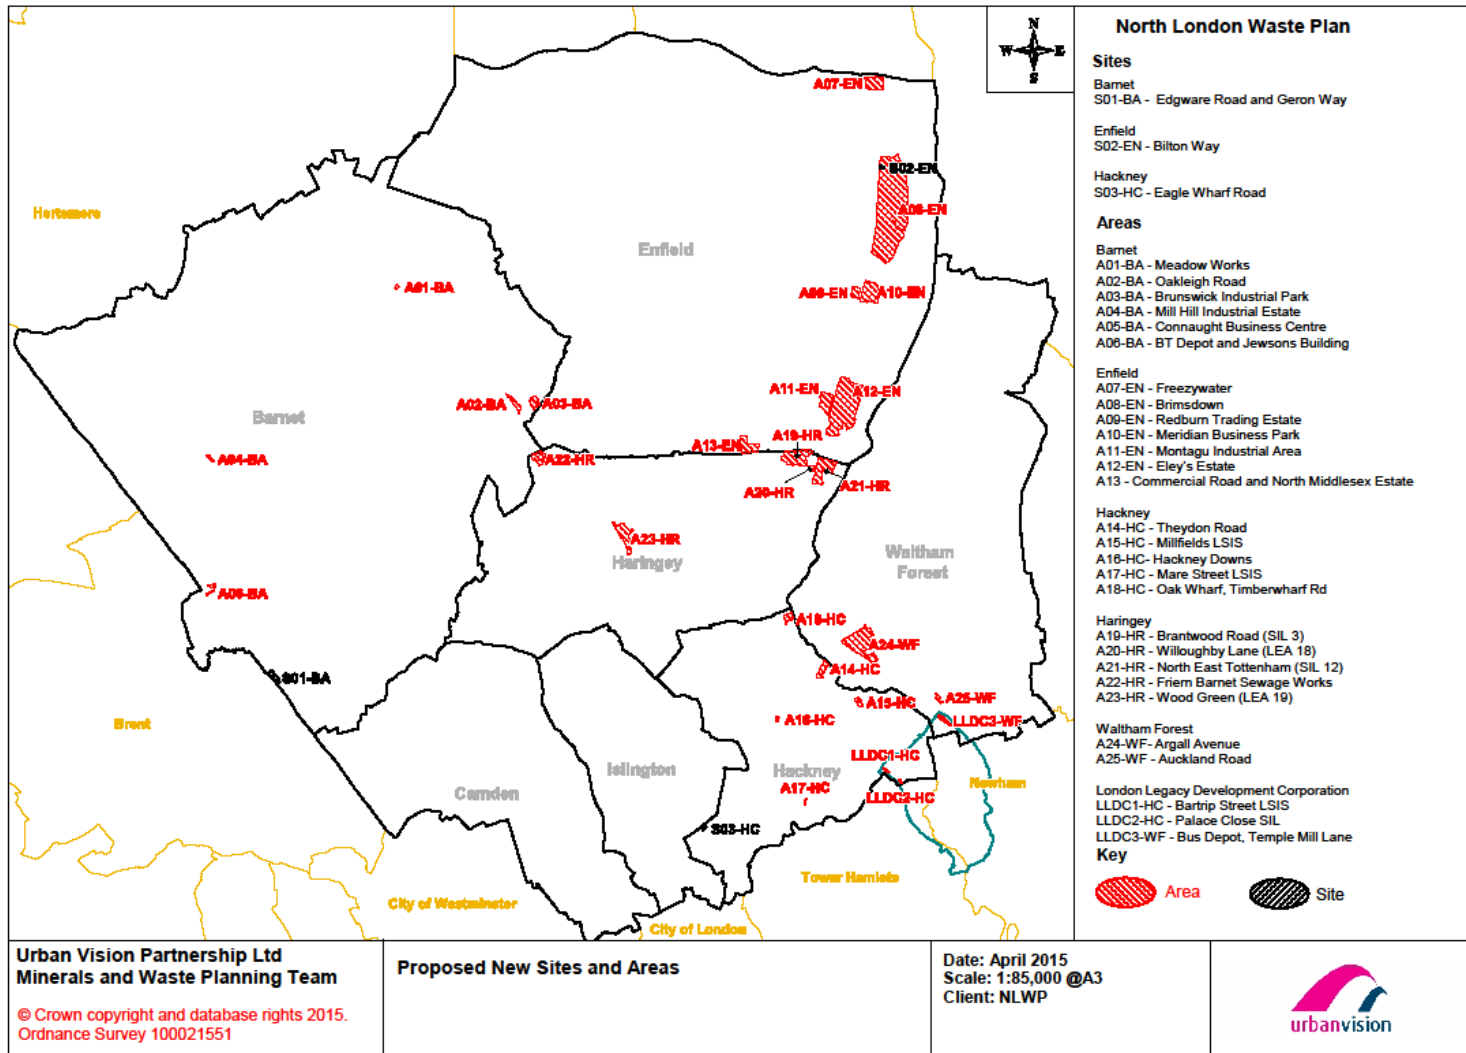 N
W E
S
A07-EN
S02-EN
A08-EN
Hertsmere
Enfield
A01-BA
A09-EN
A10-EN
A11-EN
A12-EN
A02-BA
A03-BA
Barnet
A19-HR
A13-EN
A04-BA
A22-HR
A20-HR
A21-HR
A23-HR
Haringey
Waltham
Forest
A06-BA
A18-HC
A24-WF
A14-HC
S01-BA
A25-WF
A15-HC
A16-HC
LLDC3-WF
Brent
LLDC1-HC
Islington
Hackney
Newham
Camden
A17-HC
LLDC2-HC
S03-HC
Tower Hamlets
City of Westminster
City of London
North London Waste Plan
Sites
Barnet
S01-BA - Edgware Road and Geron Way
Enfield
S02-EN - Bilton Way
Hackney
S03-HC - Eagle Wharf Road
Areas
Barnet
A01-BA - Meadow Works
A02-BA - Oakleigh Road
A03-BA - Brunswick Industrial Park
A04-BA - Mill Hill Industrial Estate
A05-BA - Connaught Business Centre
A06-BA - BT Depot and Jewsons Building
Enfield
A07-EN - Freezywater
A08-EN - Brimsdown
A09-EN - Redburn Trading Estate
A10-EN - Meridian Business Park
A11-EN - Montagu Industrial Area
A12-EN - Eley's Estate
A13 - Commercial Road and North Middlesex Estate
Hackney
A14-HC - Theydon Road
A15-HC - Millfields LSIS
A16-HC- Hackney Downs
A17-HC - Mare Street LSIS
A18-HC - Oak Wharf, Timberwharf Rd
Haringey
A19-HR - Brantwood Road (SIL 3)
A20-HR - Willoughby Lane (LEA 18)
A21-HR - North East Tottenham (SIL 12)
A22-HR - Friern Barnet Sewage Works
A23-HR - Wood Green (LEA 19)
Waltham Forest
A24-WF- Argall Avenue
A25-WF - Auckland Road
London Legacy Development Corporation
LLDC1-HC - Bartrip Street LSIS
LLDC2-HC - Palace Close SIL
LLDC3-WF - Bus Depot, Temple Mill Lane
Key
Area
Site
Urban Vision Partnership Ltd
Minerals and Waste Planning Team
© Crown copyright and database rights 2015.
Ordnance Survey 100021551
Proposed New Sites and Areas
Date: April 2015
Scale: 1:85,000 @A3
Client: NLWP
urbanvision